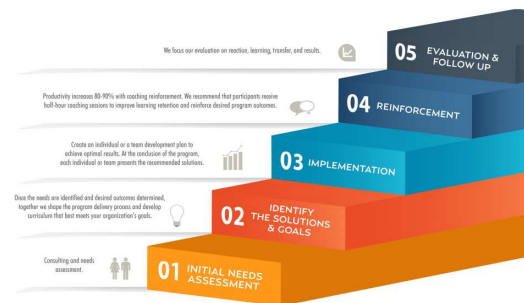 We focus our evaluation on reaction, learning, transfer, and results.
05 EVALUATION &
FOLLOW UP
Productivity increases 80-90% with coaching reinforcement. We recommend that participants receive
half-hour coaching sessions to improve learning retention and reinforce desired program outcomes.
04 REINFORCEMENT
Create an individual or a team development plan to
achieve optimal results. At the conclusion of the program,
each individual or team presents the recommended solutions.
03 IMPLEMENTATION
Once the needs are identified and desired outcomes determined,
together we shape the program delivery process and develop
curriculum that best meets your organization's goals.
02 IDENTIFY
THE SOLUTIONS
& GOALS
Consulting and needs
assessment.
01 INITIAL NEEDS
ASSESSMENT